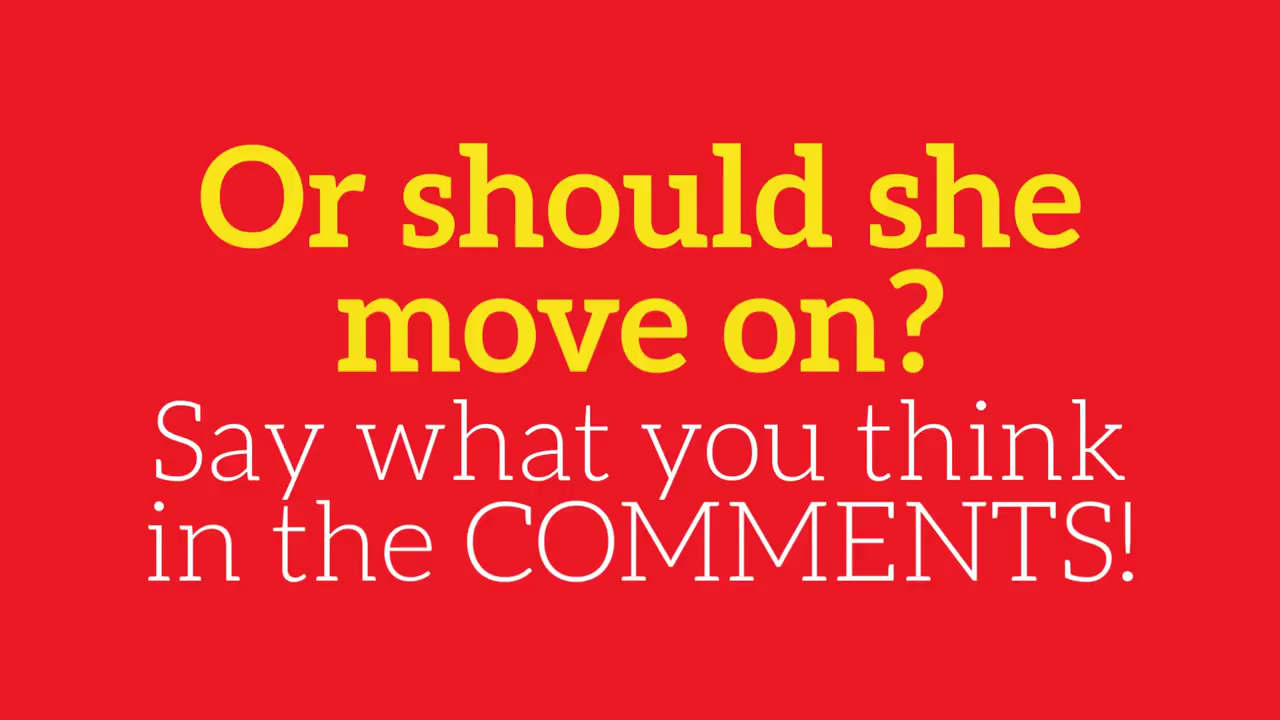 Or should she
move on?
Say what you think
in the COMMENTS!